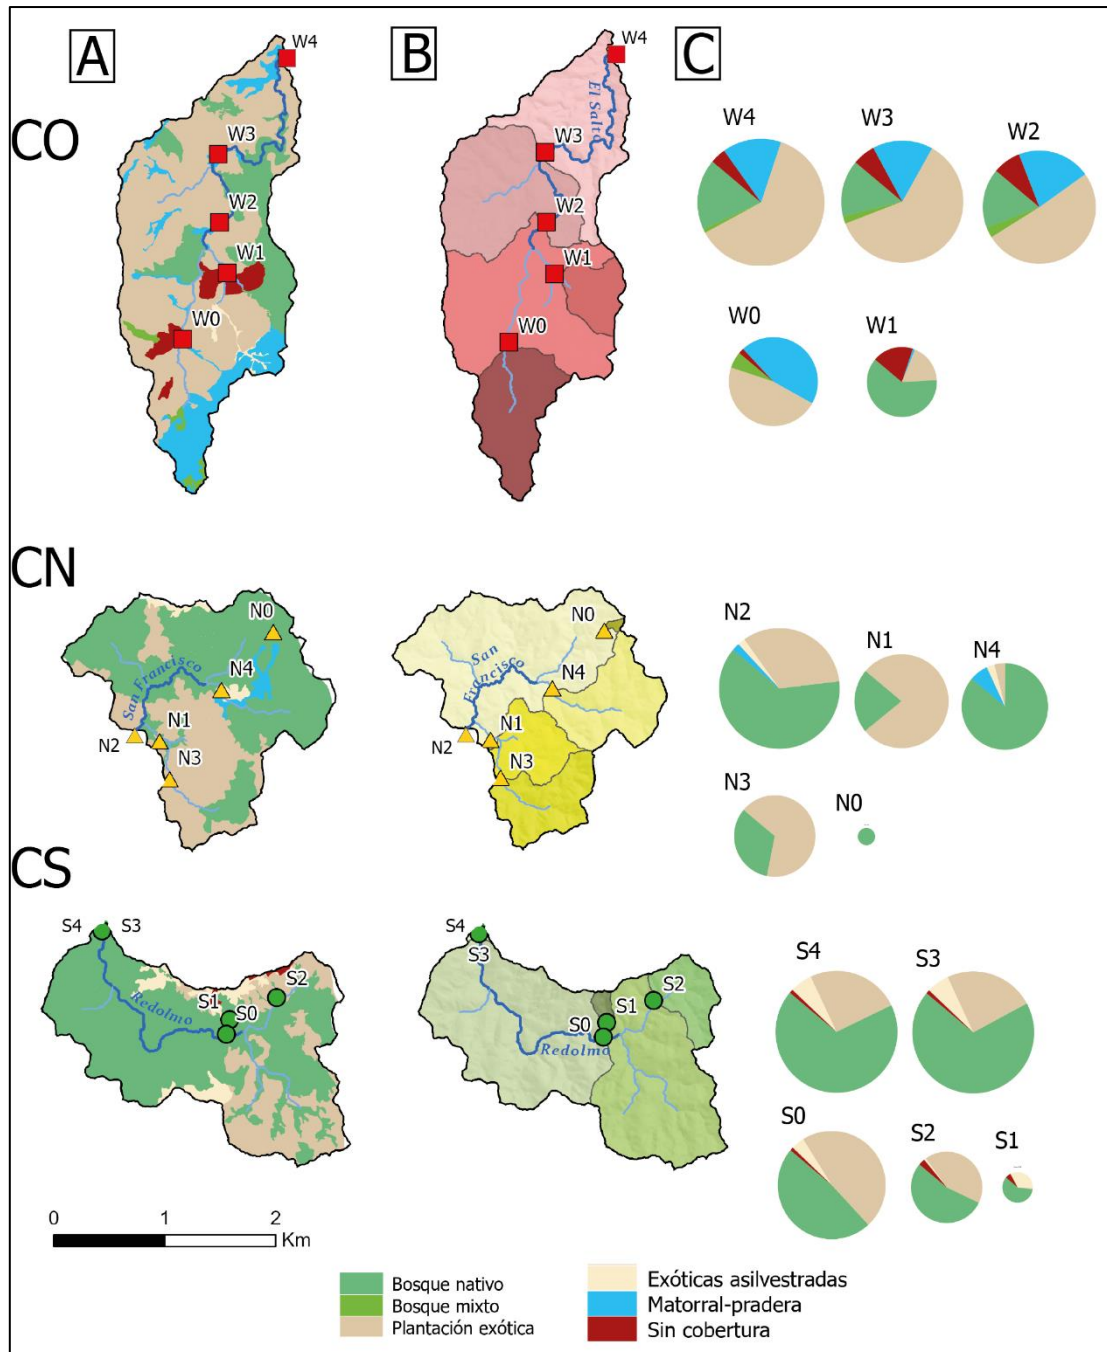 A
B
C
CO
W4
W3
W2
W1
W0
W4
El Salto
W3
W2
W1
W0
W4
W3
W2
W0
W1
CN
N0
N4
San Francisco
N1
N2
N3
N0
San Francisco
N4
N1
N2
N3
N2
N1
N4
N3
N0
CS
S4
S3
S2
S1
S0
Redolmo
S4
S3
S2
S1
S0
Redolmo
S4
S3
S0
S2
S1
0 1 2
Km
Bosque nativo
Bosque mixto
Plantación exótica
Exóticas asilvestradas
Matorral-pradera
Sin cobertura